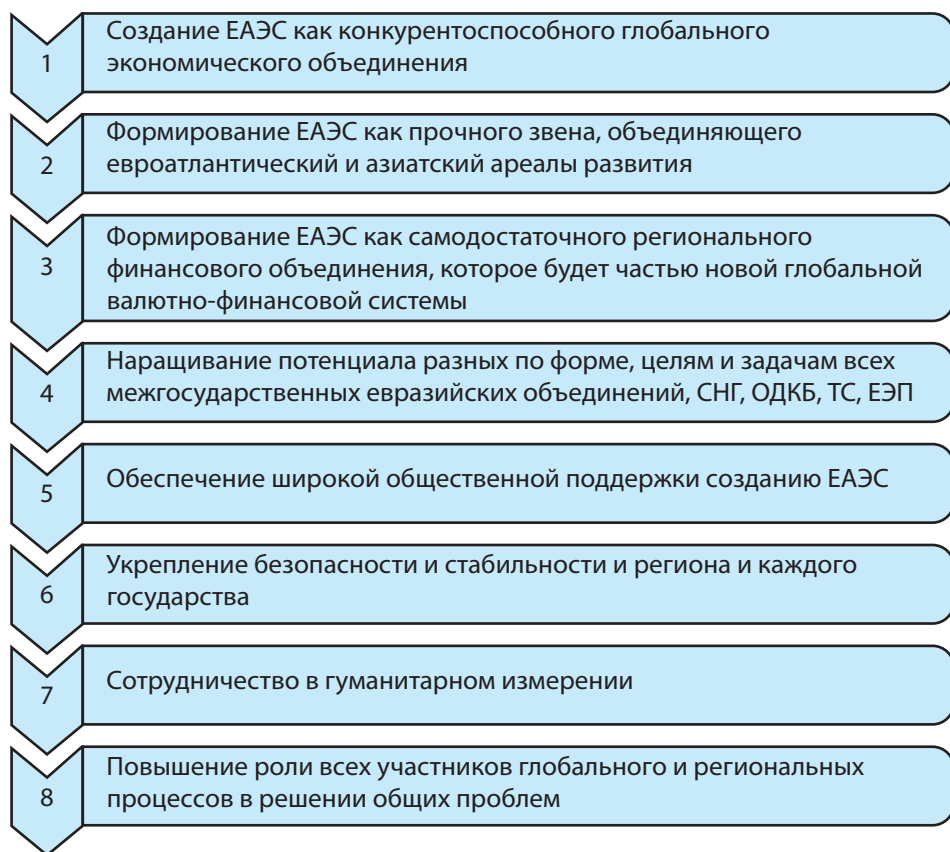 1
Создание ЕАЭС как конкурентоспособного глобального
экономического объединения
2
Формирование ЕАЭС как прочного звена, объединяющего
евроатлантический и азиатский ареалы развития
3
Формирование ЕАЭС как самодостаточного регионального
финансового объединения, которое будет частью новой глобальной
валютно-финансовой системы
4
Наращивание потенциала разных по форме, целям и задачам всех
межгосударственных евразийских объединений, СНГ, ОДКБ, ТС, ЕЭП
5
Обеспечение широкой общественной поддержки созданию ЕАЭС
6
Укрепление безопасности и стабильности и региона и каждого
государства
7
Сотрудничество в гуманитарном измерении
8
Повышение роли всех участников глобального и региональных
процессов в решении общих проблем